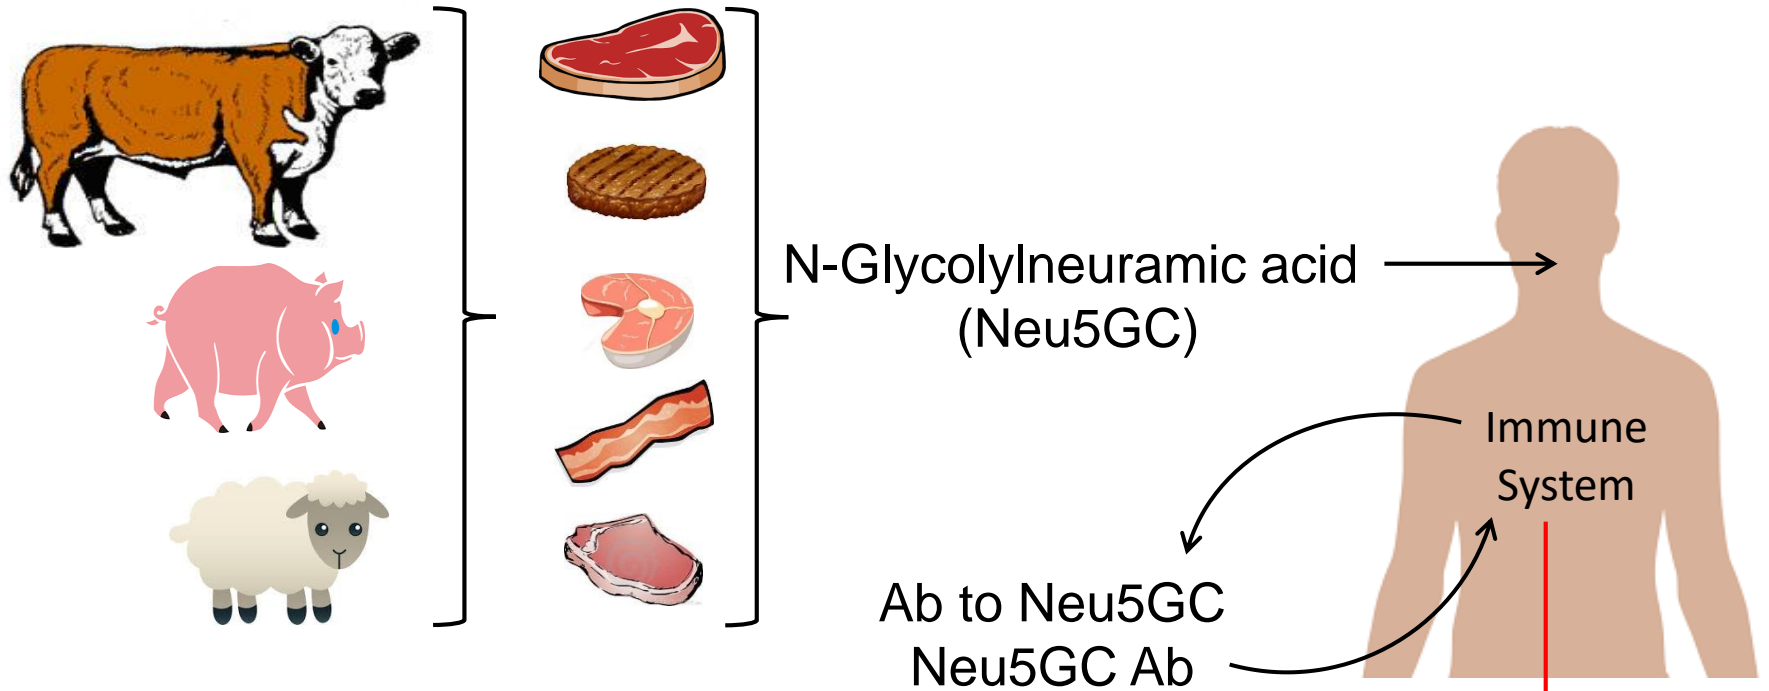 N-Glycolylneuramic acid
(Neu5GC)
Immune
System
Ab to Neu5GC
Neu5GC Ab